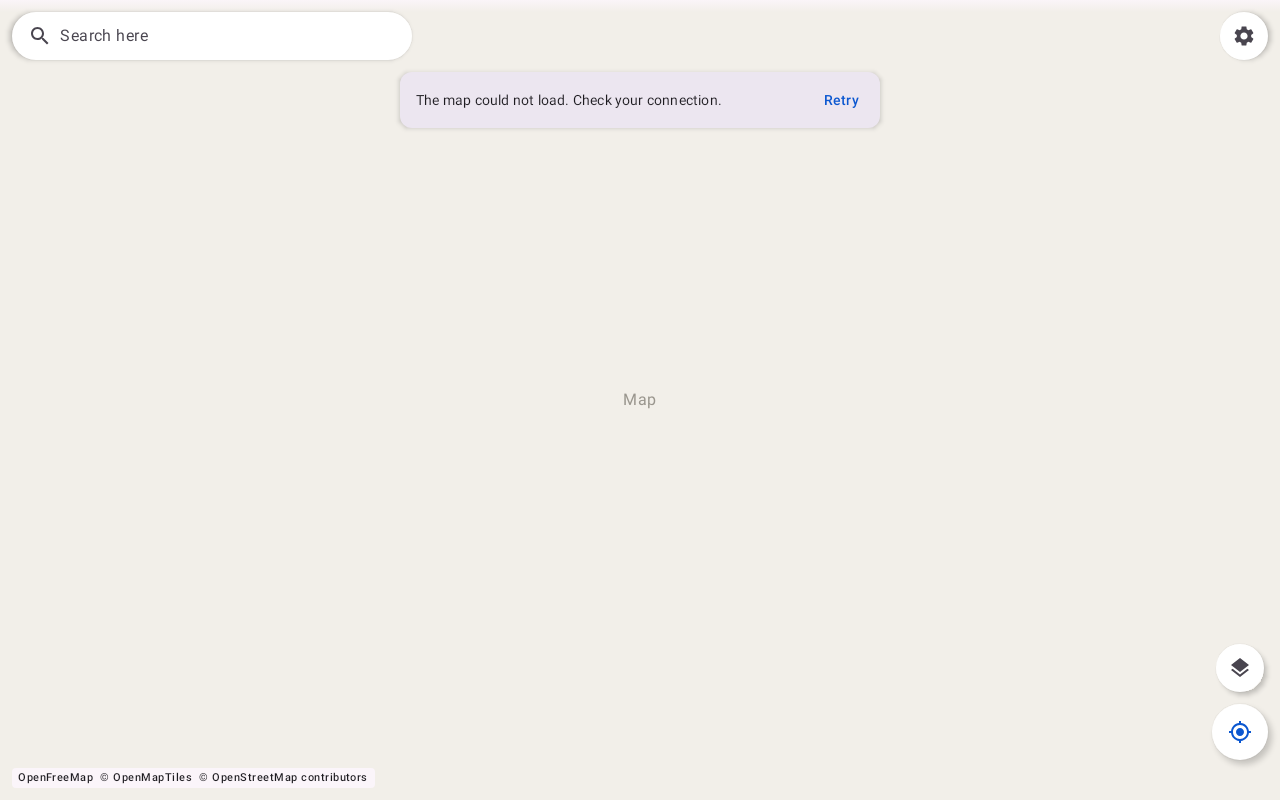 Search here
The map could not load. Check your connection. Retry
Map
OpenFreeMap © OpenMapTiles © OpenStreetMap contributors